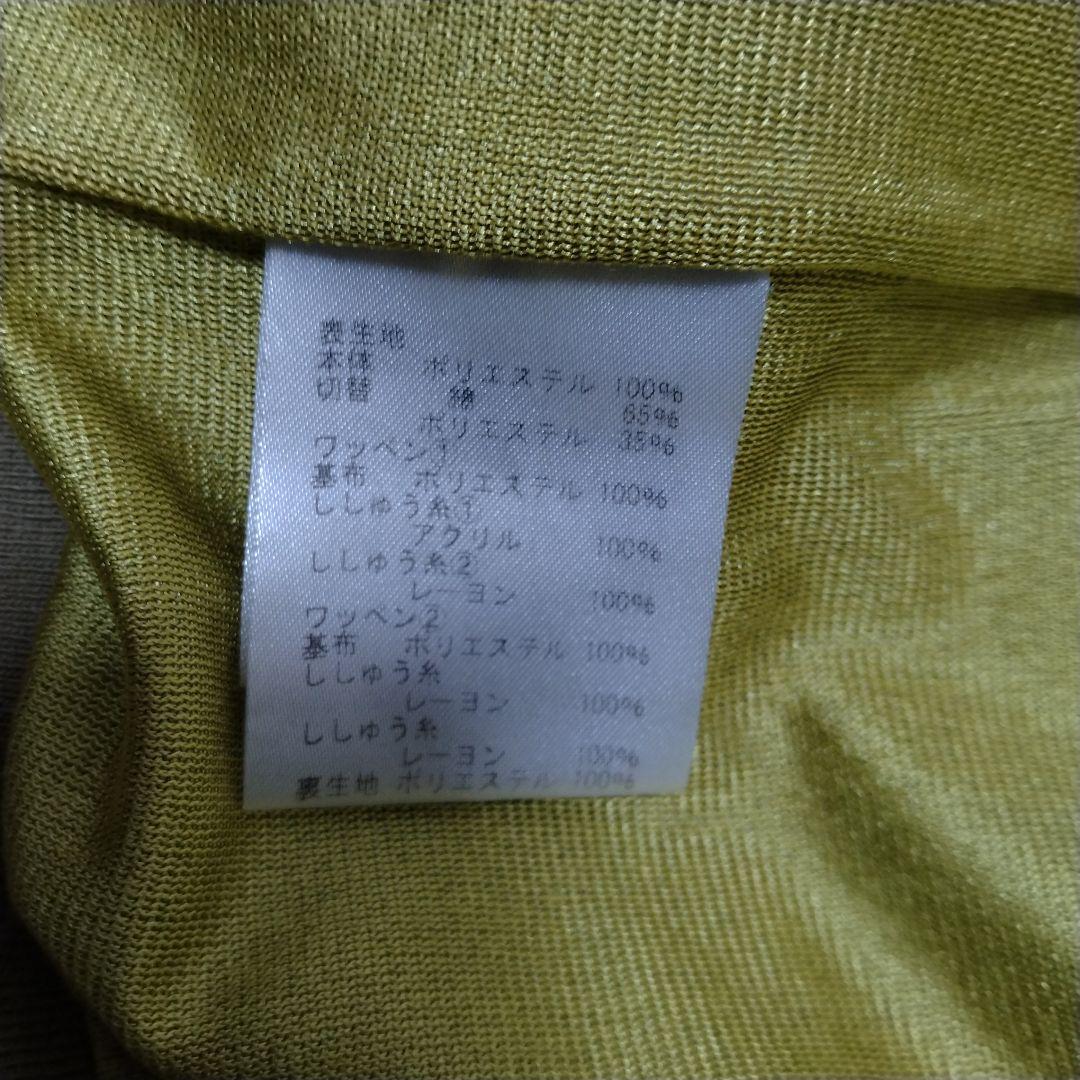 表生地
本体 ポリエステル 100%
切替 綿 65%
ポリエステル 35%
ワッペン1
基布 ポリエステル 100%
ししゅう糸①
アクリル 100%
ししゅう糸②
レーヨン 100%
ワッペン2
基布 ポリエステル 100%
ししゅう糸
レーヨン 100%
ししゅう糸
レーヨン 100%
裏生地 ポリエステル 100%